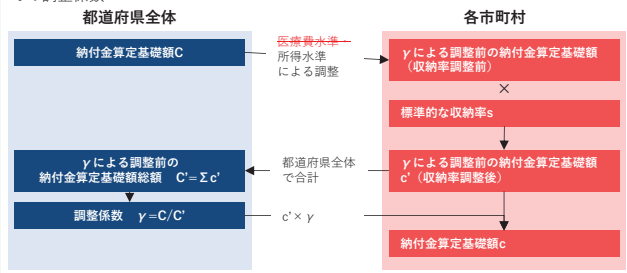 都道府県全体
各市町村
納付金算定基礎額C
医療費水準・
所得水準
による調整
γによる調整前の納付金算定基礎額
（収納率調整前）
×
標準的な収納率s
γによる調整前の
納付金算定基礎額総額　C'=Σc'
都道府県全体
で合計
γによる調整前の納付金算定基礎額
c'（収納率調整後）
調整係数　γ=C/C'
c'×γ
納付金算定基礎額c